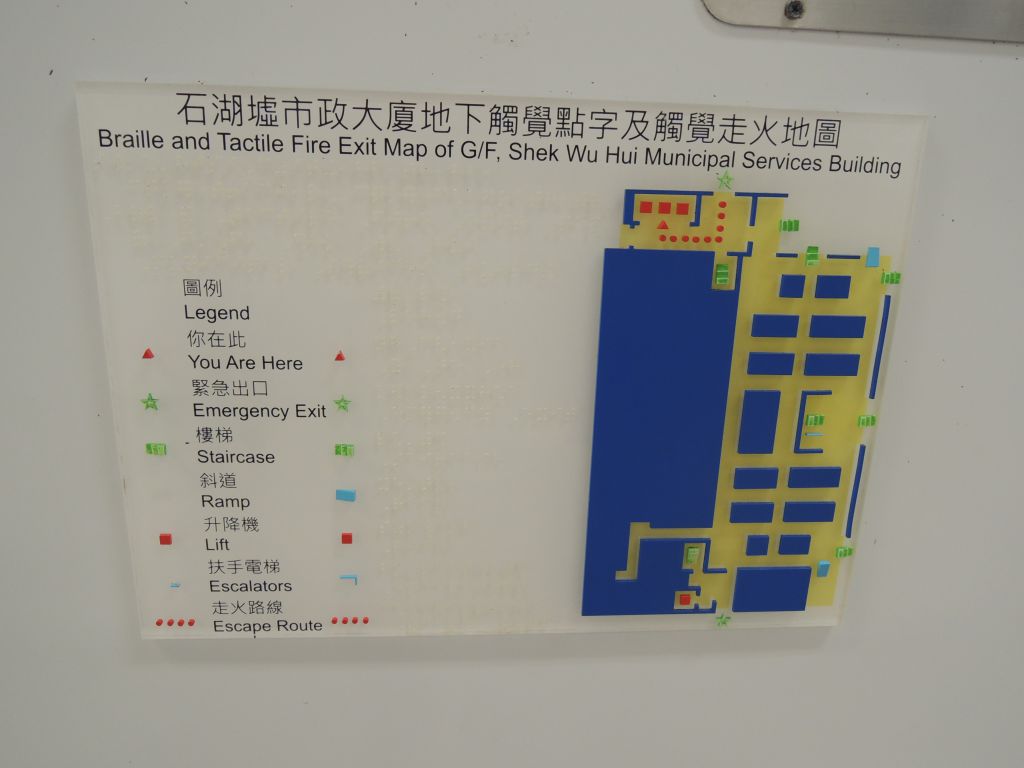 石湖墟市政大廈地下觸覺點字及觸覺走火地圖
Braille and Tactile Fire Exit Map of G/F, Shek Wu Hui Municipal Services Building
圖例
Legend
你在此
You Are Here
緊急出口
Emergency Exit
樓梯
Staircase
斜道
Ramp
升降機
Lift
扶手電梯
Escalators
走火路線
Escape Route